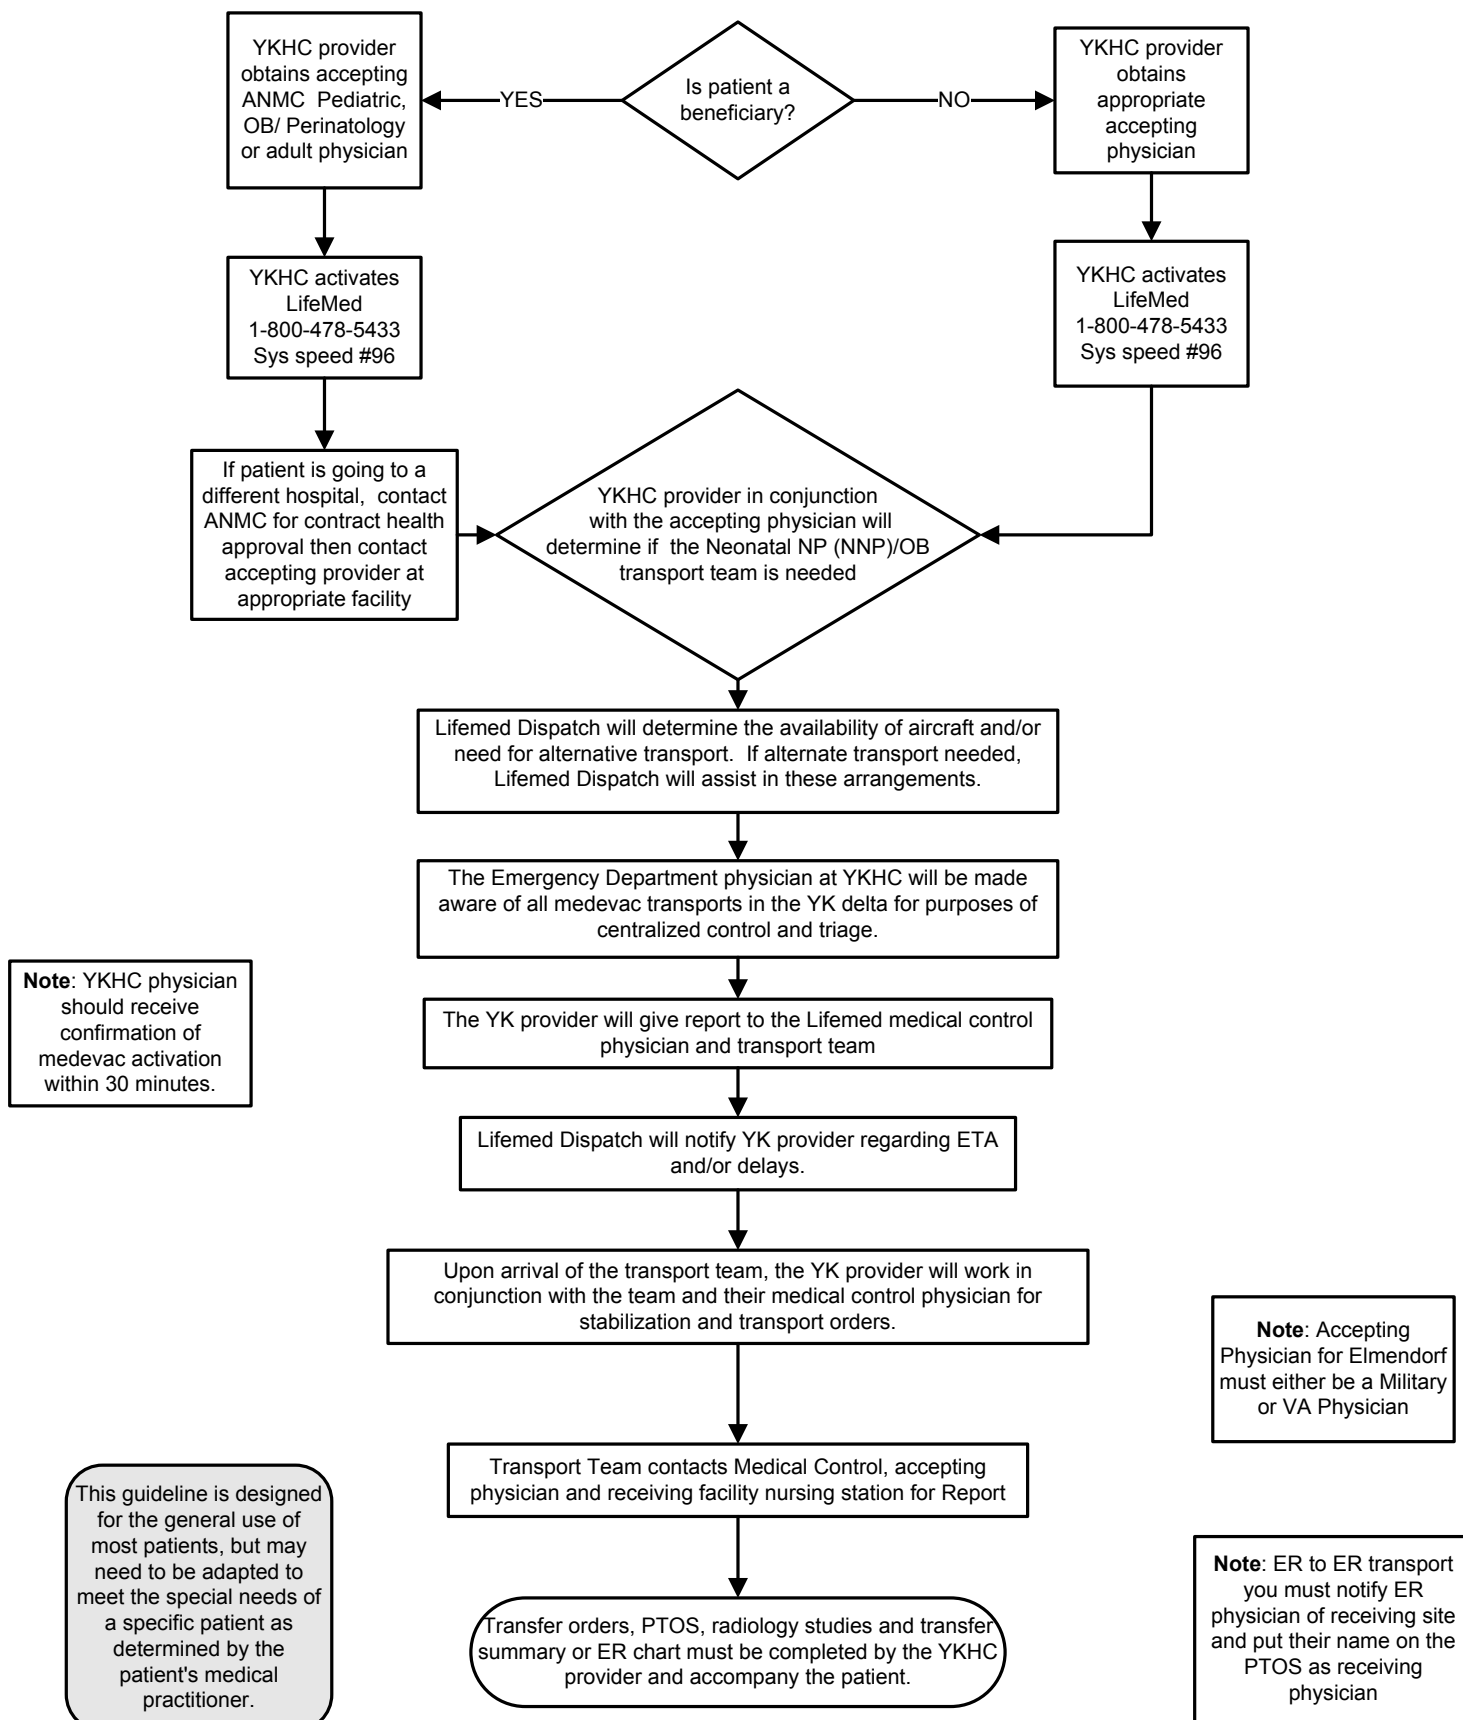 YKHC provider
obtains accepting
ANMC  Pediatric,
OB/ Perinatology
or adult physician
YES
Is patient a
beneficiary?
NO
YKHC provider
obtains
appropriate
accepting
physician
YKHC activates
LifeMed
1-800-478-5433
Sys speed #96
YKHC activates
LifeMed
1-800-478-5433
Sys speed #96
If patient is going to a
different hospital,  contact
ANMC for contract health
approval then contact
accepting provider at
appropriate facility
YKHC provider in conjunction
with the accepting physician will
determine if  the Neonatal NP (NNP)/OB
transport team is needed
Lifemed Dispatch will determine the availability of aircraft and/or
need for alternative transport.  If alternate transport needed,
Lifemed Dispatch will assist in these arrangements.
The Emergency Department physician at YKHC will be made
aware of all medevac transports in the YK delta for purposes of
centralized control and triage.
Note: YKHC physician
should receive
confirmation of
medevac activation
within 30 minutes.
The YK provider will give report to the Lifemed medical control
physician and transport team
Lifemed Dispatch will notify YK provider regarding ETA
and/or delays.
Upon arrival of the transport team, the YK provider will work in
conjunction with the team and their medical control physician for
stabilization and transport orders.
Note: Accepting
Physician for Elmendorf
must either be a Military
or VA Physician
Transport Team contacts Medical Control, accepting
physician and receiving facility nursing station for Report
This guideline is designed
for the general use of
most patients, but may
need to be adapted to
meet the special needs of
a specific patient as
determined by the
patient's medical
practitioner.
Transfer orders, PTOS, radiology studies and transfer
summary or ER chart must be completed by the YKHC
provider and accompany the patient.
Note: ER to ER transport
you must notify ER
physician of receiving site
and put their name on the
PTOS as receiving
physician